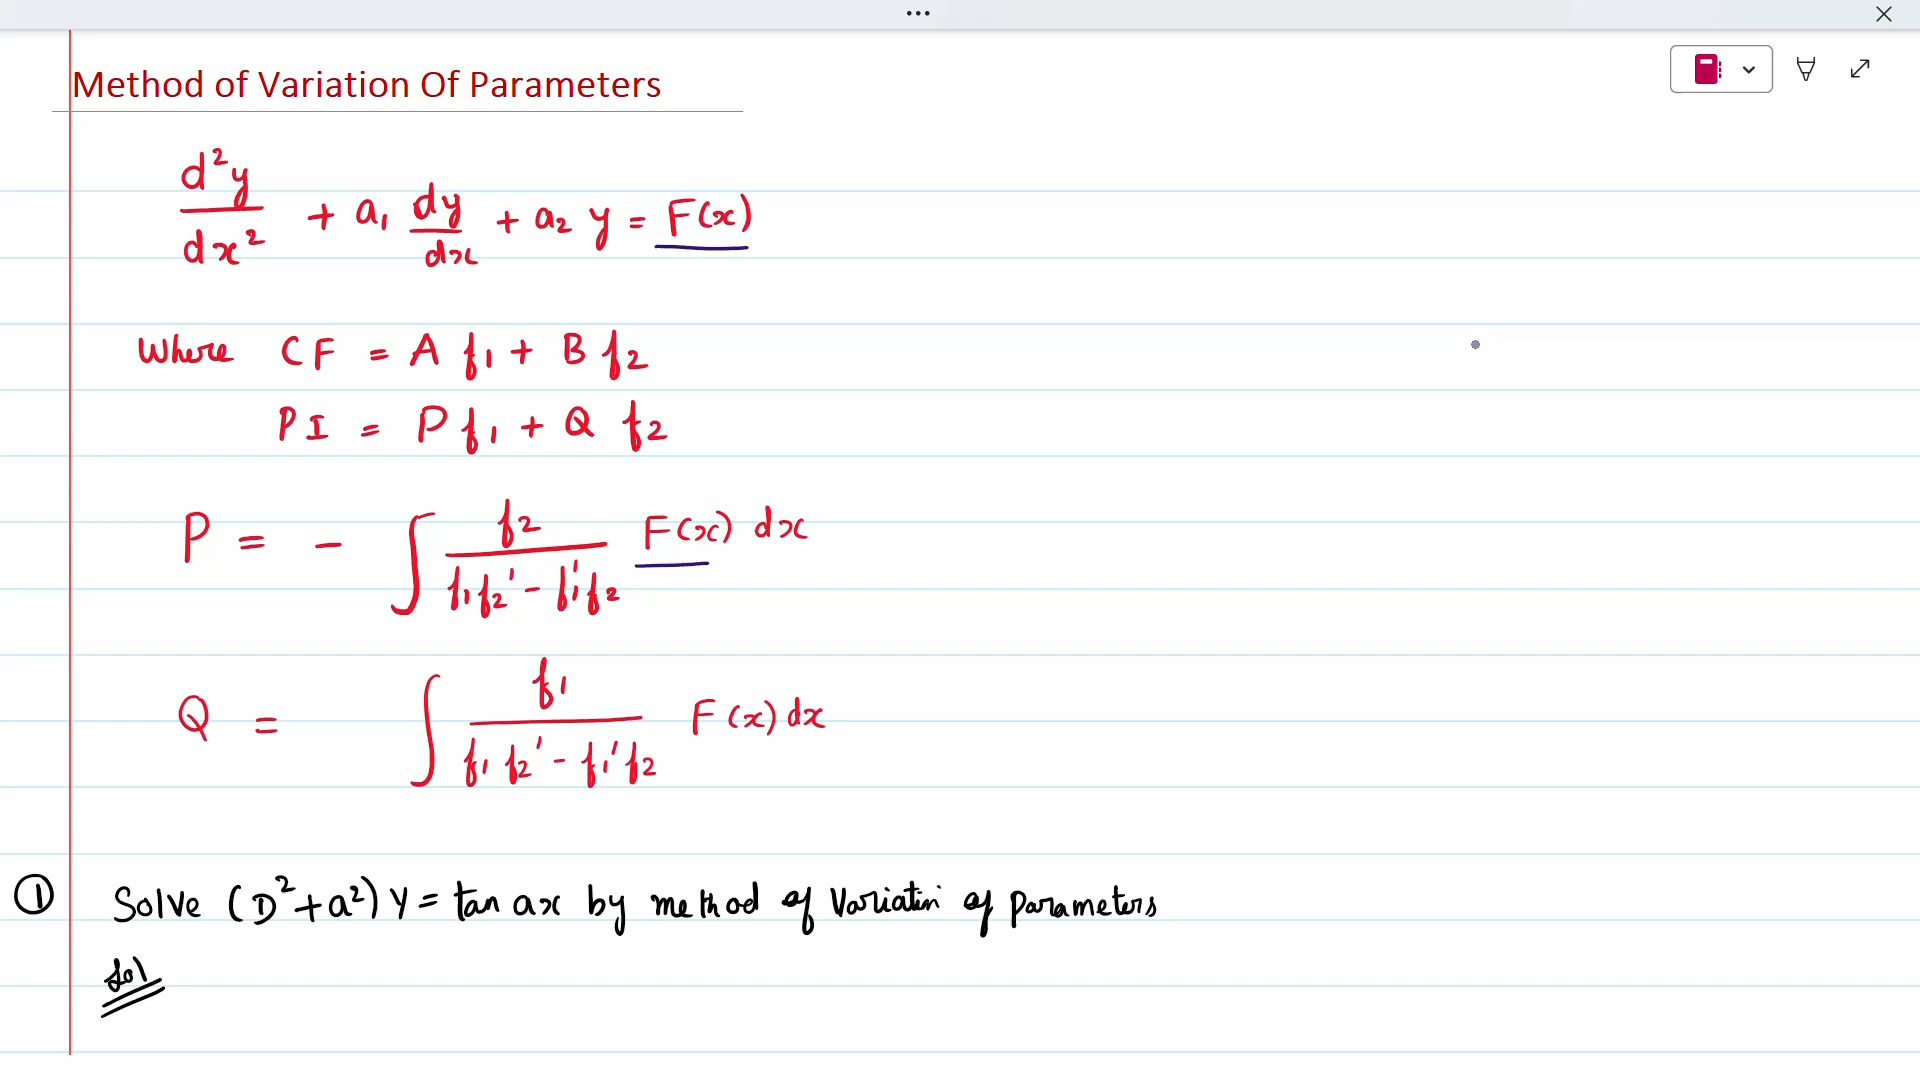 Method of Variation Of Parameters
d²y/dx² + a₁ dy/dx + a₂ y = F(x)
Where CF = A f₁ + B f₂
PI = P f₁ + Q f₂
P = - ∫ f₂/(f₁f₂' - f₁'f₂) F(x) dx
Q = ∫ f₁/(f₁f₂' - f₁'f₂) F(x) dx
① Solve (D²+a²) y = tan ax by method of Variatin of parameters
Sol